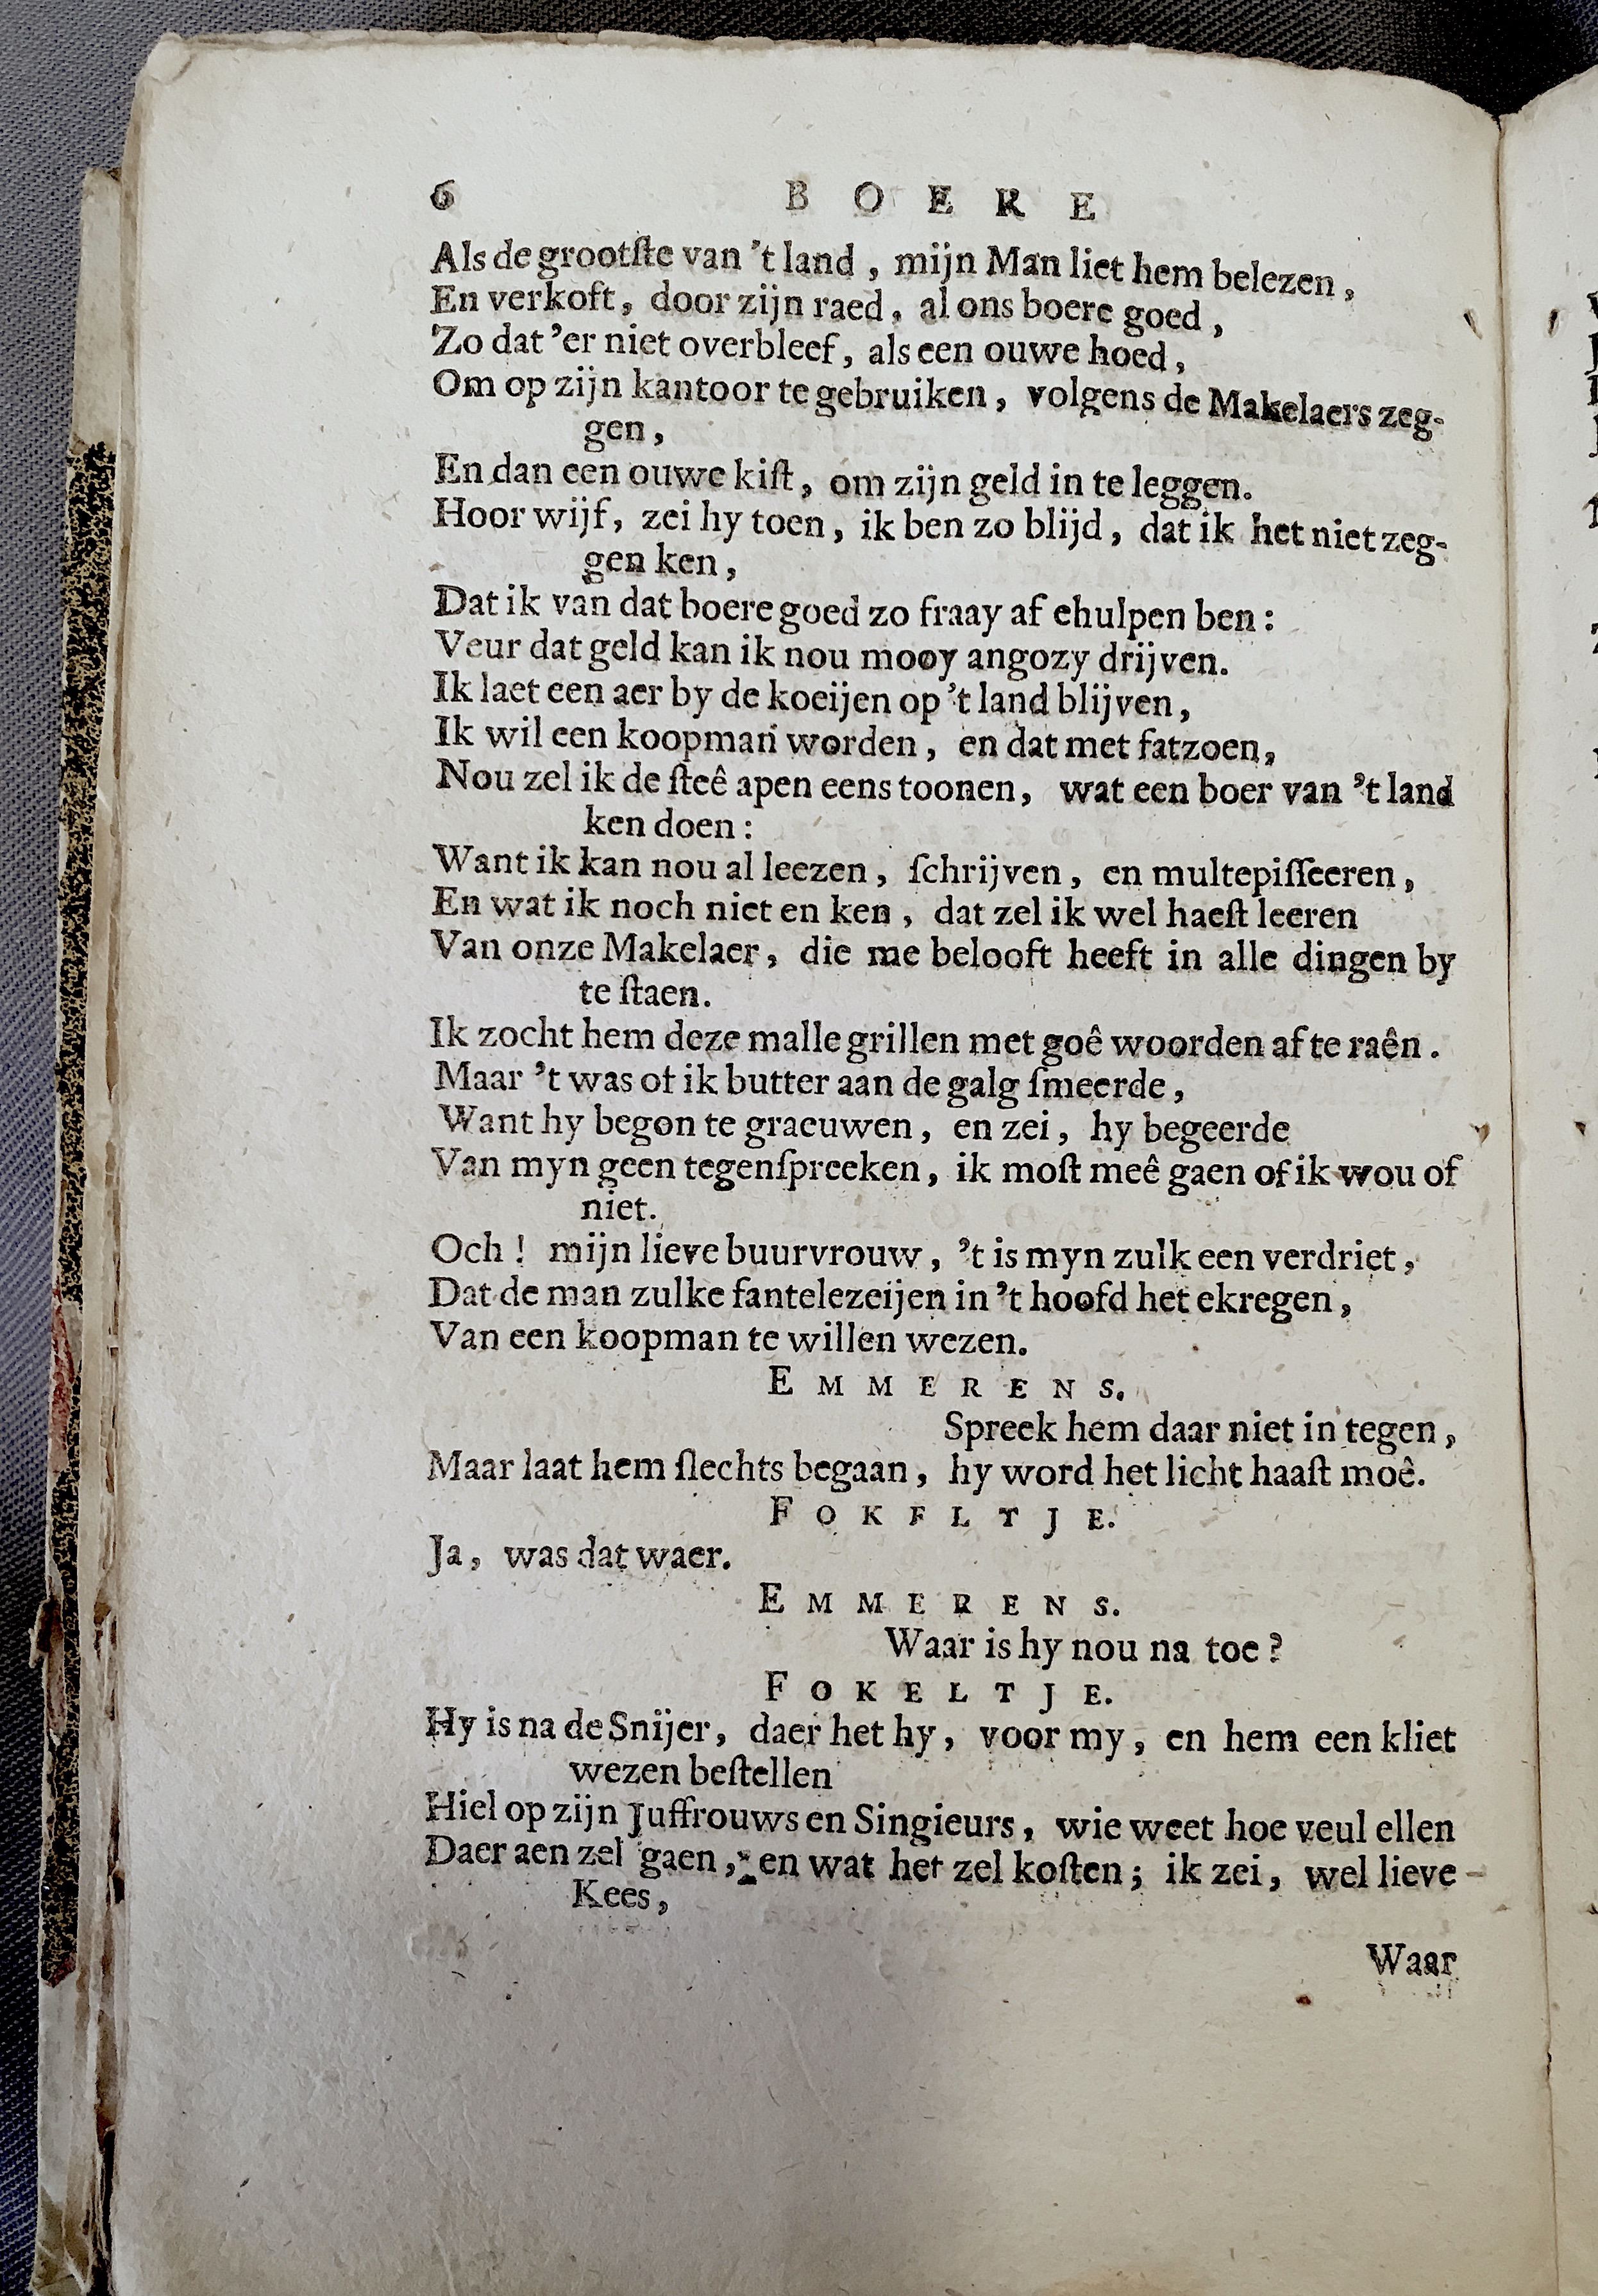 6 BOERE
Als de grootſte van 't land, mijn Man liet hem belezen,
En verkoft, door zijn raed, al ons boere goed,
Zo dat 'er niet overbleef, als een ouwe hoed,
Om op zijn kantoor te gebruiken, volgens de Makelaers zeg-
gen,
En dan een ouwe kiſt, om zijn geld in te leggen.
Hoor wijf, zei hy toen, ik ben zo blijd, dat ik het niet zeg-
gen ken,
Dat ik van dat boere goed zo fraay af ehulpen ben:
Veur dat geld kan ik nou mooy angozy drijven.
Ik laet een aer by de koeijen op 't land blijven,
Ik wil een koopman worden, en dat met fatzoen,
Nou zel ik de ſteê apen eens toonen, wat een boer van 't land
ken doen:
Want ik kan nou al leezen, ſchrijven, en multepiſſeeren,
En wat ik noch niet en ken, dat zel ik wel haeſt leeren
Van onze Makelaer, die me belooft heeft in alle dingen by
te ſtaen.
Ik zocht hem deze malle grillen met goê woorden af te raên.
Maar 't was of ik butter aan de galg ſmeerde,
Want hy begon te graeuwen, en zei, hy begeerde
Van myn geen tegenſpreeken, ik moſt meê gaen of ik wou of
niet.
Och! mijn lieve buurvrouw, 't is myn zulk een verdriet,
Dat de man zulke fantelezeijen in 't hoofd het ekregen,
Van een koopman te willen wezen.
EMMERENS.
Spreek hem daar niet in tegen,
Maar laat hem ſlechts begaan, hy word het licht haaſt moê.
FOKFLTJE.
Ja, was dat waer.
EMMERENS.
Waar is hy nou na toe?
FOKELTJE.
Hy is na de Snijer, daer het hy, voor my, en hem een kliet
wezen beſtellen
Hiel op zijn Juffrouws en Singieurs, wie weet hoe veul ellen
Daer aen zel gaen, en wat het zel koſten; ik zei, wel lieve
Kees,
Waar